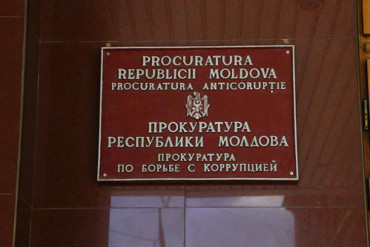 PROCURATURA
REPUBLICII MOLDOVA
PROCURATURA ANTICORUPȚIE
ПРОКУРАТУРА
РЕСПУБЛИКИ МОЛДОВА
ПРОКУРАТУРА
ПО БОРЬБЕ С КОРРУПЦИЕЙ